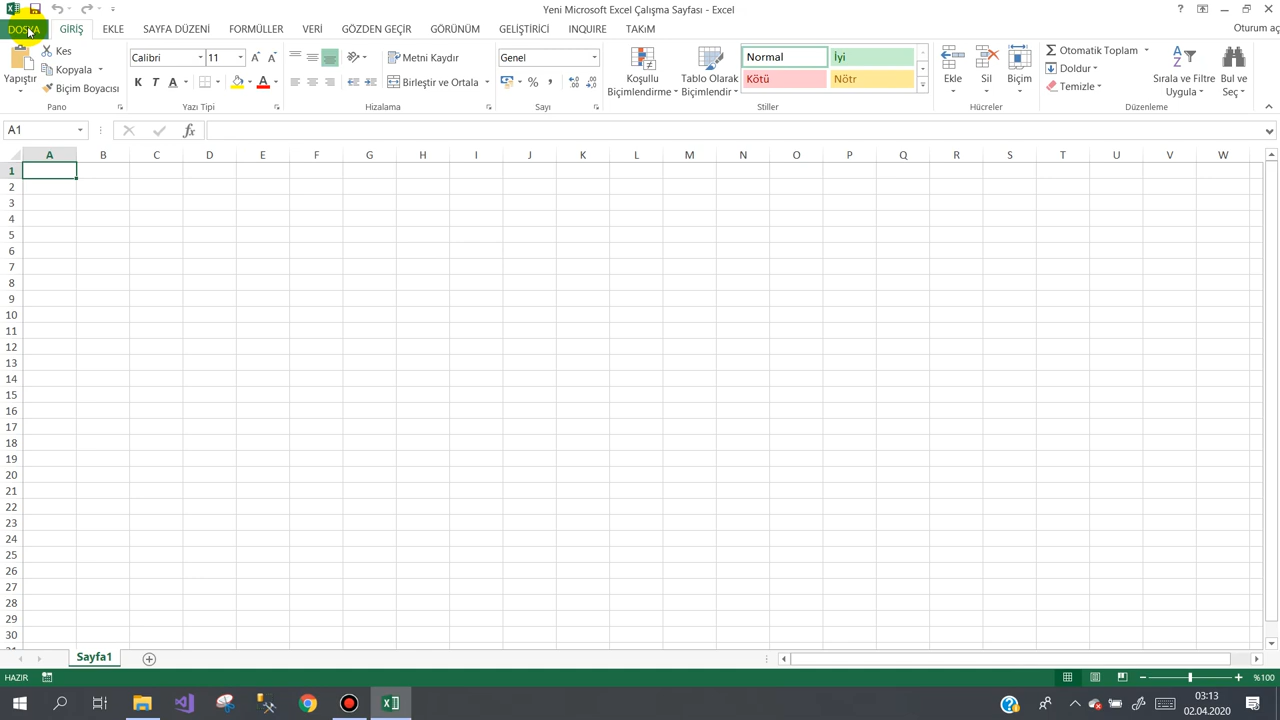 Yeni Microsoft Excel Çalışma Sayfası - Excel
DOSYA GİRİŞ EKLE SAYFA DÜZENİ FORMÜLLER VERİ GÖZDEN GEÇİR GÖRÜNÜM GELİŞTİRİCİ INQUIRE TAKIM
Oturum aç
Yapıştır
Kes
Kopyala
Biçim Boyacısı
Pano
Calibri 11
K T A
Yazı Tipi
Metni Kaydır
Birleştir ve Ortala
Hizalama
Genel
%
Sayı
Koşullu Biçimlendirme
Tablo Olarak Biçimlendir
Normal İyi
Kötü Nötr
Stiller
Ekle Sil Biçim
Hücreler
Otomatik Toplam
Doldur
Temizle
Sırala ve Filtre Uygula
Bul ve Seç
Düzenleme
A1
fx
A B C D E F G H I J K L M N O P Q R S T U V W
1
2
3
4
5
6
7
8
9
10
11
12
13
14
15
16
17
18
19
20
21
22
23
24
25
26
27
28
29
30
Sayfa1
HAZIR
%100
03:13
02.04.2020